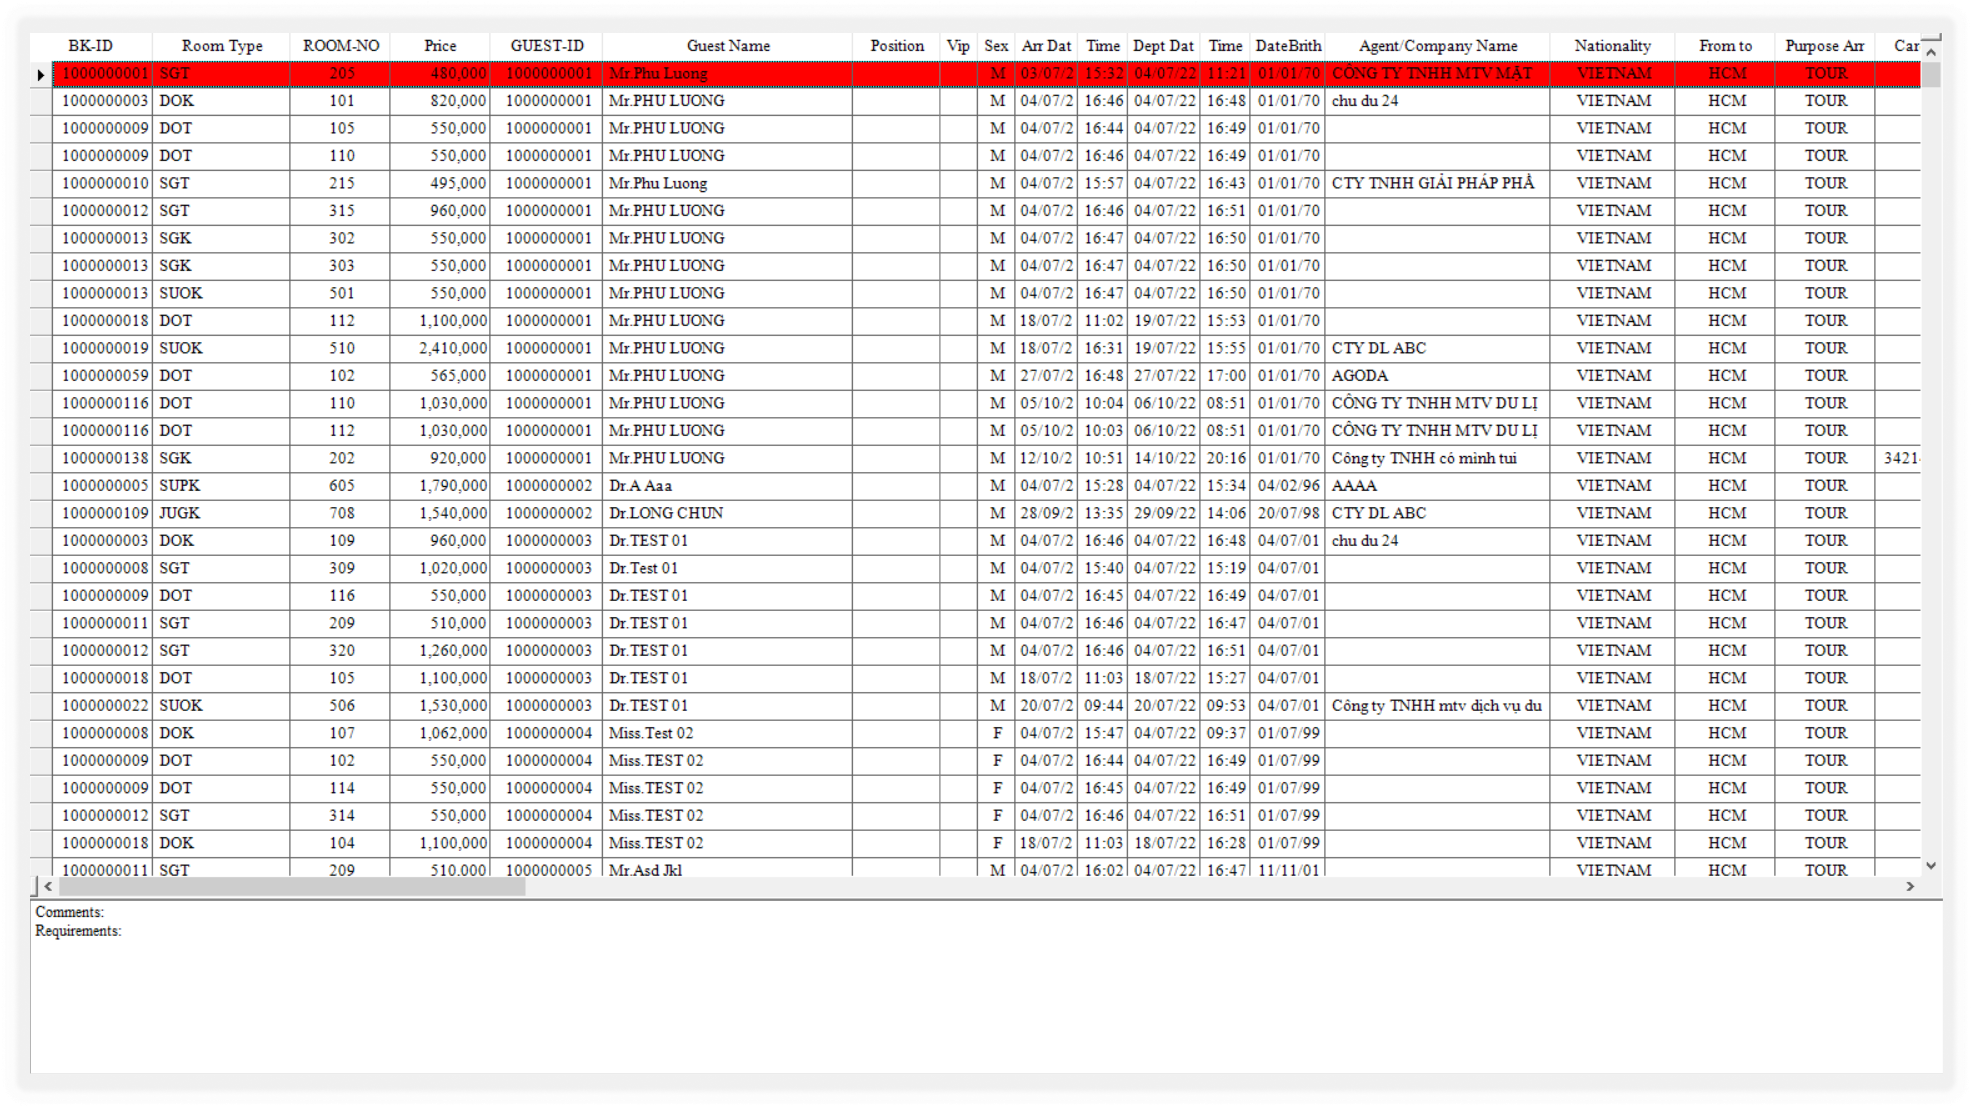 BK-ID Room Type ROOM-NO Price GUEST-ID Guest Name Position Vip Sex Arr Dat Time Dept Dat Time DateBrith Agent/Company Name Nationality From to Purpose Arr Car
1000000001 SGT 205 480,000 1000000001 Mr.Phu Luong M 03/07/2 15:32 04/07/22 11:21 01/01/70 CÔNG TY TNHH MTV MẶT VIETNAM HCM TOUR
1000000003 DOK 101 820,000 1000000001 Mr.PHU LUONG M 04/07/2 16:46 04/07/22 16:48 01/01/70 chu du 24 VIETNAM HCM TOUR
1000000009 DOT 105 550,000 1000000001 Mr.PHU LUONG M 04/07/2 16:44 04/07/22 16:49 01/01/70 VIETNAM HCM TOUR
1000000009 DOT 110 550,000 1000000001 Mr.PHU LUONG M 04/07/2 16:46 04/07/22 16:49 01/01/70 VIETNAM HCM TOUR
1000000010 SGT 215 495,000 1000000001 Mr.Phu Luong M 04/07/2 15:57 04/07/22 16:43 01/01/70 CTY TNHH GIẢI PHÁP PHẦ VIETNAM HCM TOUR
1000000012 SGT 315 960,000 1000000001 Mr.PHU LUONG M 04/07/2 16:46 04/07/22 16:51 01/01/70 VIETNAM HCM TOUR
1000000013 SGK 302 550,000 1000000001 Mr.PHU LUONG M 04/07/2 16:47 04/07/22 16:50 01/01/70 VIETNAM HCM TOUR
1000000013 SGK 303 550,000 1000000001 Mr.PHU LUONG M 04/07/2 16:47 04/07/22 16:50 01/01/70 VIETNAM HCM TOUR
1000000013 SUOK 501 550,000 1000000001 Mr.PHU LUONG M 04/07/2 16:47 04/07/22 16:50 01/01/70 VIETNAM HCM TOUR
1000000018 DOT 112 1,100,000 1000000001 Mr.PHU LUONG M 18/07/2 11:02 19/07/22 15:53 01/01/70 VIETNAM HCM TOUR
1000000019 SUOK 510 2,410,000 1000000001 Mr.PHU LUONG M 18/07/2 16:31 19/07/22 15:55 01/01/70 CTY DL ABC VIETNAM HCM TOUR
1000000059 DOT 102 565,000 1000000001 Mr.PHU LUONG M 27/07/2 16:48 27/07/22 17:00 01/01/70 AGODA VIETNAM HCM TOUR
1000000116 DOT 110 1,030,000 1000000001 Mr.PHU LUONG M 05/10/2 10:04 06/10/22 08:51 01/01/70 CÔNG TY TNHH MTV DU LỊ VIETNAM HCM TOUR
1000000116 DOT 112 1,030,000 1000000001 Mr.PHU LUONG M 05/10/2 10:03 06/10/22 08:51 01/01/70 CÔNG TY TNHH MTV DU LỊ VIETNAM HCM TOUR
1000000138 SGK 202 920,000 1000000001 Mr.PHU LUONG M 12/10/2 10:51 14/10/22 20:16 01/01/70 Công ty TNHH có minh tui VIETNAM HCM TOUR 3421
1000000005 SUPK 605 1,790,000 1000000002 Dr.A Aaa M 04/07/2 15:28 04/07/22 15:34 04/02/96 AAAA VIETNAM HCM TOUR
1000000109 JUGK 708 1,540,000 1000000002 Dr.LONG CHUN M 28/09/2 13:35 29/09/22 14:06 20/07/98 CTY DL ABC VIETNAM HCM TOUR
1000000003 DOK 109 960,000 1000000003 Dr.TEST 01 M 04/07/2 16:46 04/07/22 16:48 04/07/01 chu du 24 VIETNAM HCM TOUR
1000000008 SGT 309 1,020,000 1000000003 Dr.Test 01 M 04/07/2 15:40 04/07/22 15:19 04/07/01 VIETNAM HCM TOUR
1000000009 DOT 116 550,000 1000000003 Dr.TEST 01 M 04/07/2 16:45 04/07/22 16:49 04/07/01 VIETNAM HCM TOUR
1000000011 SGT 209 510,000 1000000003 Dr.TEST 01 M 04/07/2 16:46 04/07/22 16:47 04/07/01 VIETNAM HCM TOUR
1000000012 SGT 320 1,260,000 1000000003 Dr.TEST 01 M 04/07/2 16:46 04/07/22 16:51 04/07/01 VIETNAM HCM TOUR
1000000018 DOT 105 1,100,000 1000000003 Dr.TEST 01 M 18/07/2 11:03 18/07/22 15:27 04/07/01 VIETNAM HCM TOUR
1000000022 SUOK 506 1,530,000 1000000003 Dr.TEST 01 M 20/07/2 09:44 20/07/22 09:53 04/07/01 Công ty TNHH mtv dịch vụ du VIETNAM HCM TOUR
1000000008 DOK 107 1,062,000 1000000004 Miss.Test 02 F 04/07/2 15:47 04/07/22 09:37 01/07/99 VIETNAM HCM TOUR
1000000009 DOT 102 550,000 1000000004 Miss.TEST 02 F 04/07/2 16:44 04/07/22 16:49 01/07/99 VIETNAM HCM TOUR
1000000009 DOT 114 550,000 1000000004 Miss.TEST 02 F 04/07/2 16:45 04/07/22 16:49 01/07/99 VIETNAM HCM TOUR
1000000012 SGT 314 550,000 1000000004 Miss.TEST 02 F 04/07/2 16:46 04/07/22 16:51 01/07/99 VIETNAM HCM TOUR
1000000018 DOK 104 1,100,000 1000000004 Miss.TEST 02 F 18/07/2 11:03 18/07/22 16:28 01/07/99 VIETNAM HCM TOUR
1000000011 SGT 209 510,000 1000000005 Mr.Asd Jkl M 04/07/2 16:02 04/07/22 16:47 11/11/01 VIETNAM HCM TOUR
Comments:
Requirements: